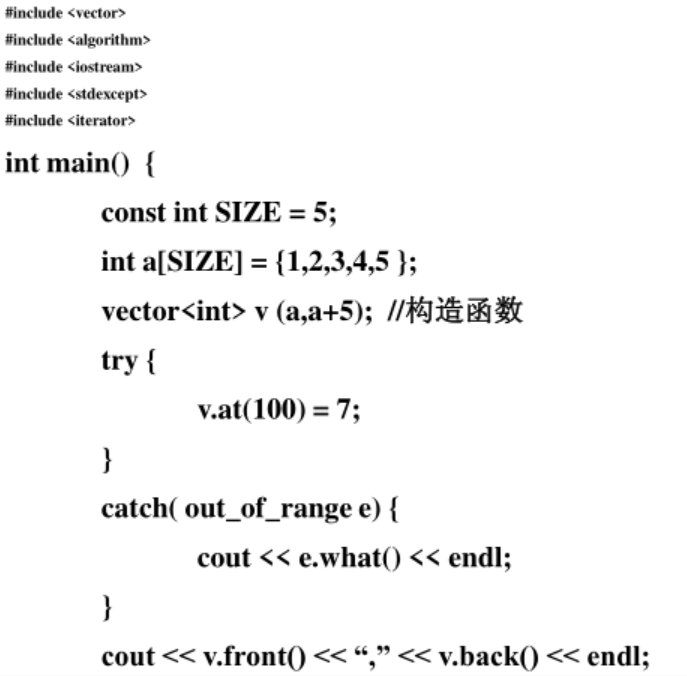 #include <vector>
#include <algorithm>
#include <iostream>
#include <stdexcept>
#include <iterator>
int main() {
const int SIZE = 5;
int a[SIZE] = {1,2,3,4,5 };
vector<int> v (a,a+5); //构造函数
try {
v.at(100) = 7;
}
catch( out_of_range e) {
cout << e.what() << endl;
}
cout << v.front() << “,” << v.back() << endl;